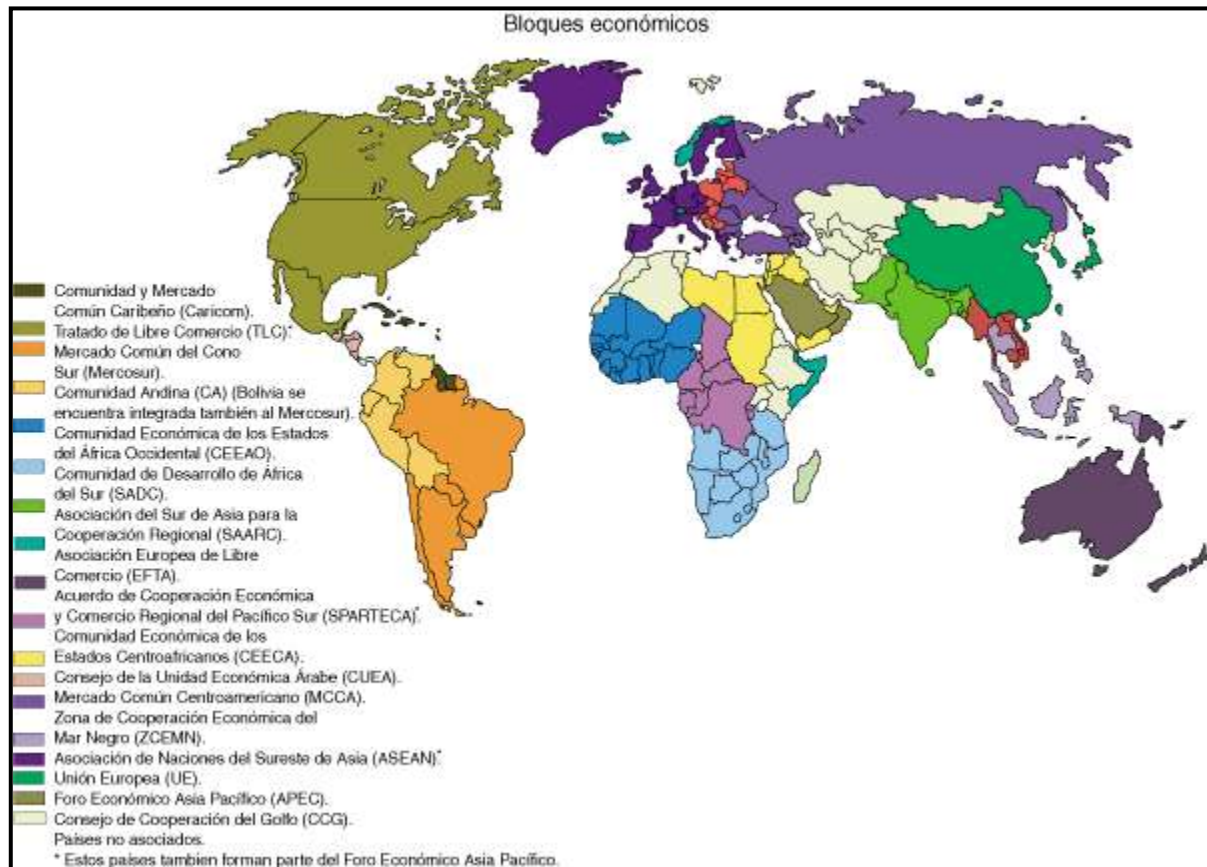 Bloques económicos
Comunidad y Mercado
Común Caribeño (Caricom).
Tratado de Libre Comercio (TLC)*.
Mercado Común del Cono
Sur (Mercosur).
Comunidad Andina (CA) (Bolivia se
encuentra integrada también al Mercosur).
Comunidad Económica de los Estados
del África Occidental (CEEAO).
Comunidad de Desarrollo de África
del Sur (SADC).
Asociación del Sur de Asia para la
Cooperación Regional (SAARC).
Asociación Europea de Libre
Comercio (EFTA).
Acuerdo de Cooperación Económica
y Comercio Regional del Pacífico Sur (SPARTECA)*.
Comunidad Económica de los
Estados Centroafricanos (CEECA).
Consejo de la Unidad Económica Árabe (CUEA).
Mercado Común Centroamericano (MCCA).
Zona de Cooperación Económica del
Mar Negro (ZCEMN).
Asociación de Naciones del Sureste de Asia (ASEAN)*.
Unión Europea (UE).
Foro Económico Asia Pacífico (APEC).
Consejo de Cooperación del Golfo (CCG).
Países no asociados.
* Estos países tambien forman parte del Foro Económico Asia Pacífico.